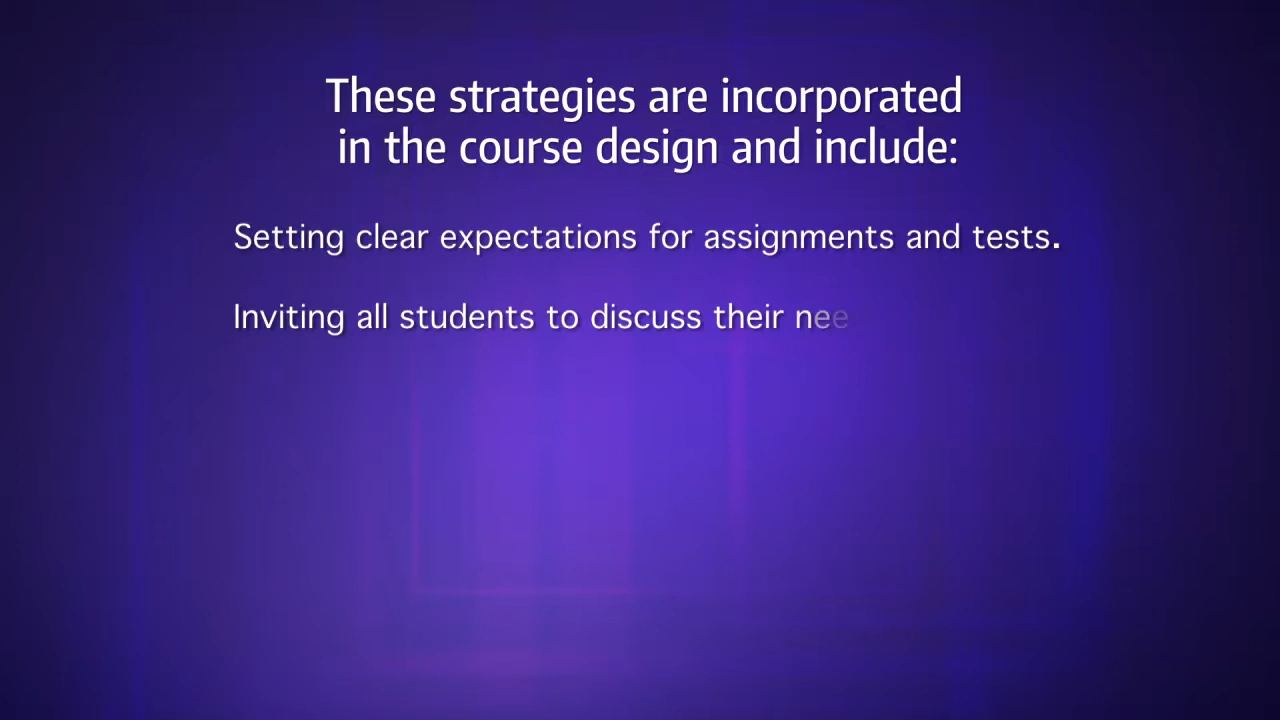 These strategies are incorporated
in the course design and include:
Setting clear expectations for assignments and tests.
Inviting all students to discuss their nee